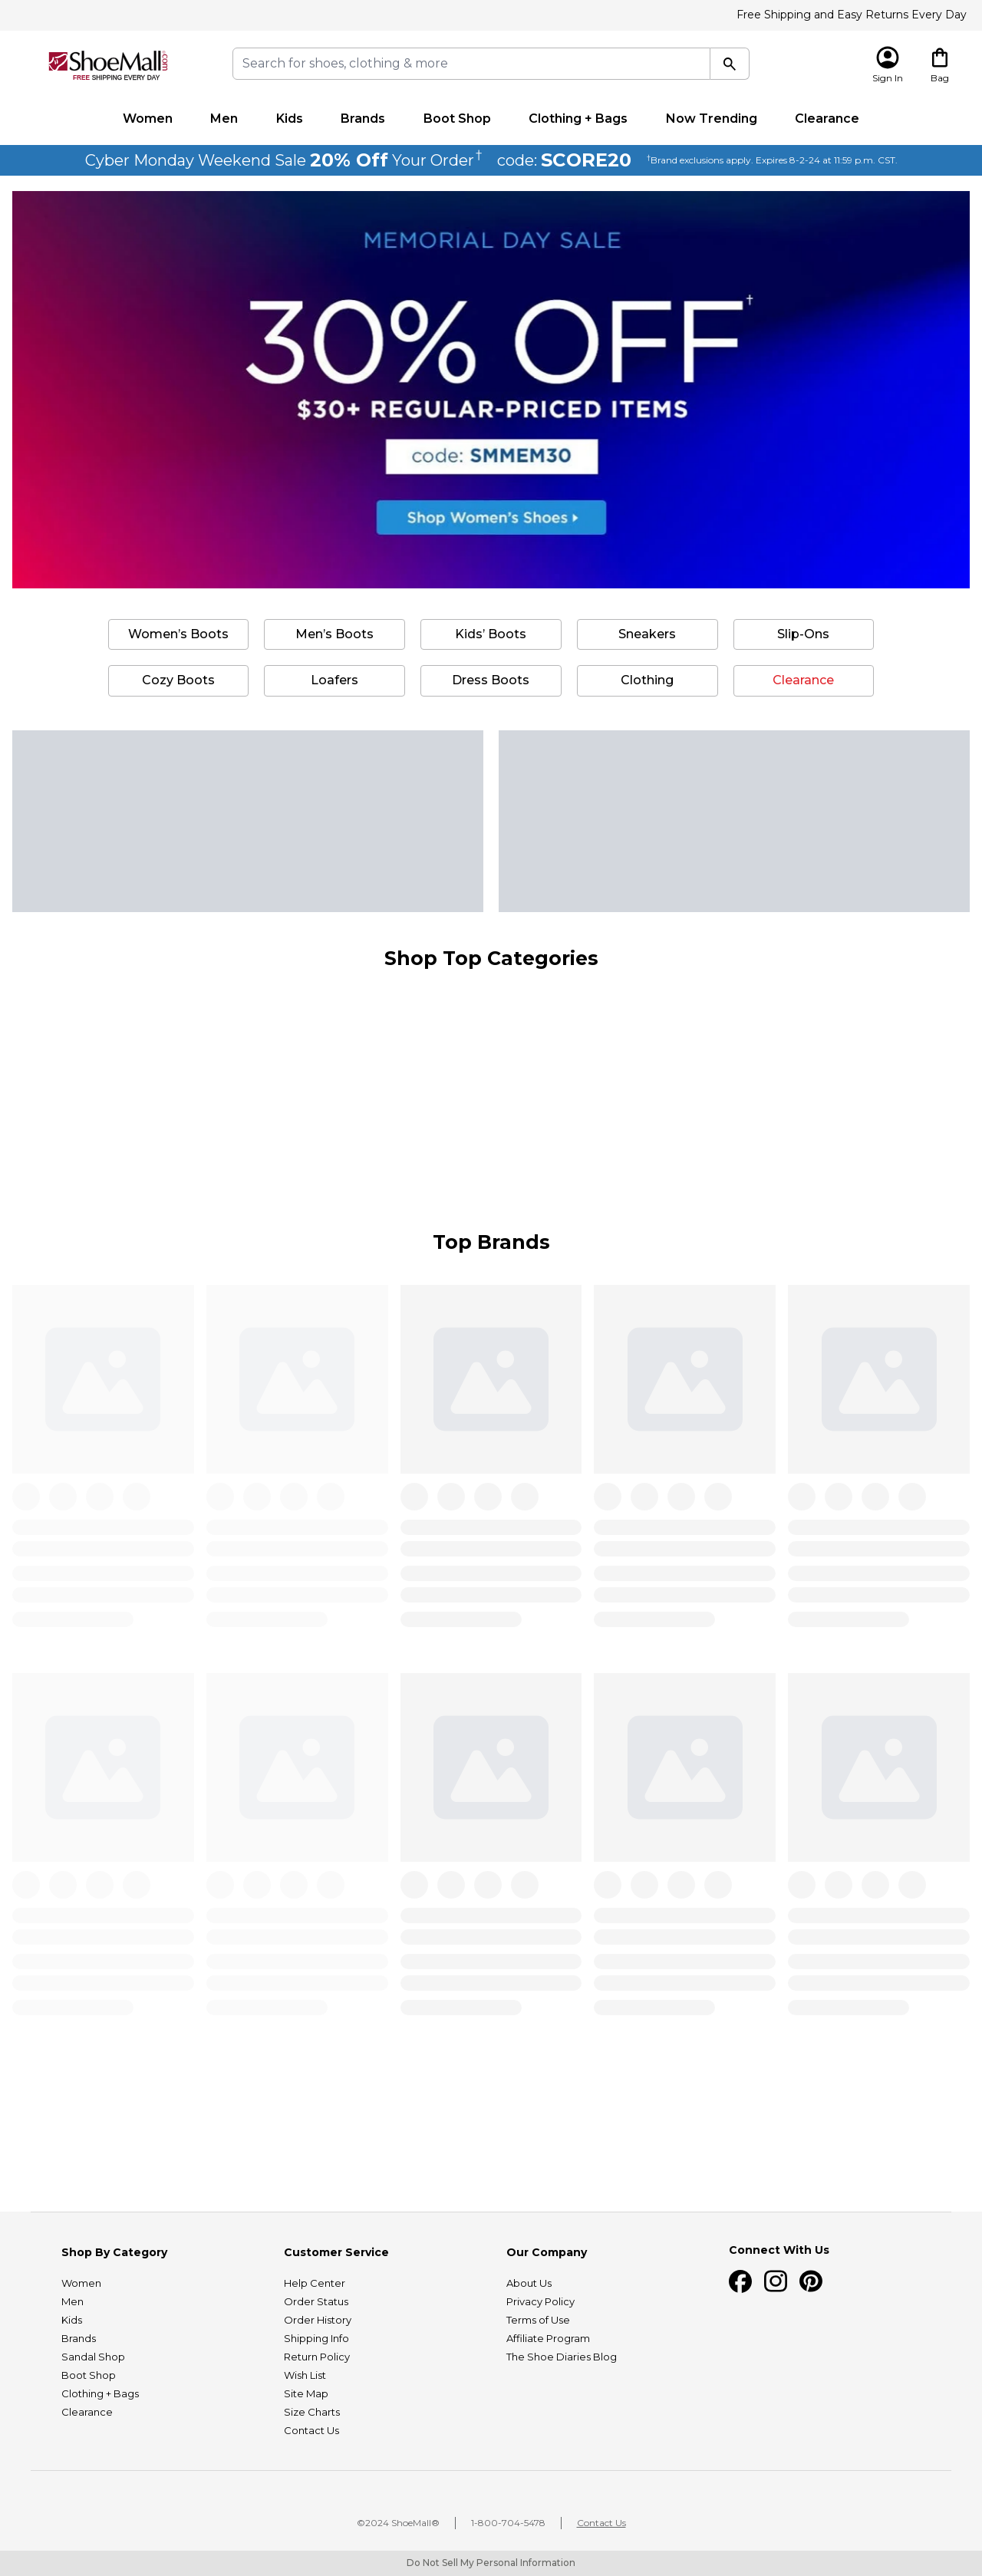 Free Shipping and Easy Returns Every Day
ShoeMall.com
FREE SHIPPING EVERY DAY
Search for shoes, clothing & more
Sign In
Bag
Women Men Kids Brands Boot Shop Clothing + Bags Now Trending Clearance
Cyber Monday Weekend Sale 20% Off Your Order† code: SCORE20 †Brand exclusions apply. Expires 8-2-24 at 11:59 p.m. CST.
MEMORIAL DAY SALE
30% OFF†
$30+ REGULAR-PRICED ITEMS
code: SMMEM30
Shop Women's Shoes
Women's Boots Men's Boots Kids' Boots Sneakers Slip-Ons
Cozy Boots Loafers Dress Boots Clothing Clearance
Shop Top Categories
Top Brands
Shop By Category
Women
Men
Kids
Brands
Sandal Shop
Boot Shop
Clothing + Bags
Clearance
Customer Service
Help Center
Order Status
Order History
Shipping Info
Return Policy
Wish List
Site Map
Size Charts
Contact Us
Our Company
About Us
Privacy Policy
Terms of Use
Affiliate Program
The Shoe Diaries Blog
Connect With Us
©2024 ShoeMall® 1-800-704-5478 Contact Us
Do Not Sell My Personal Information